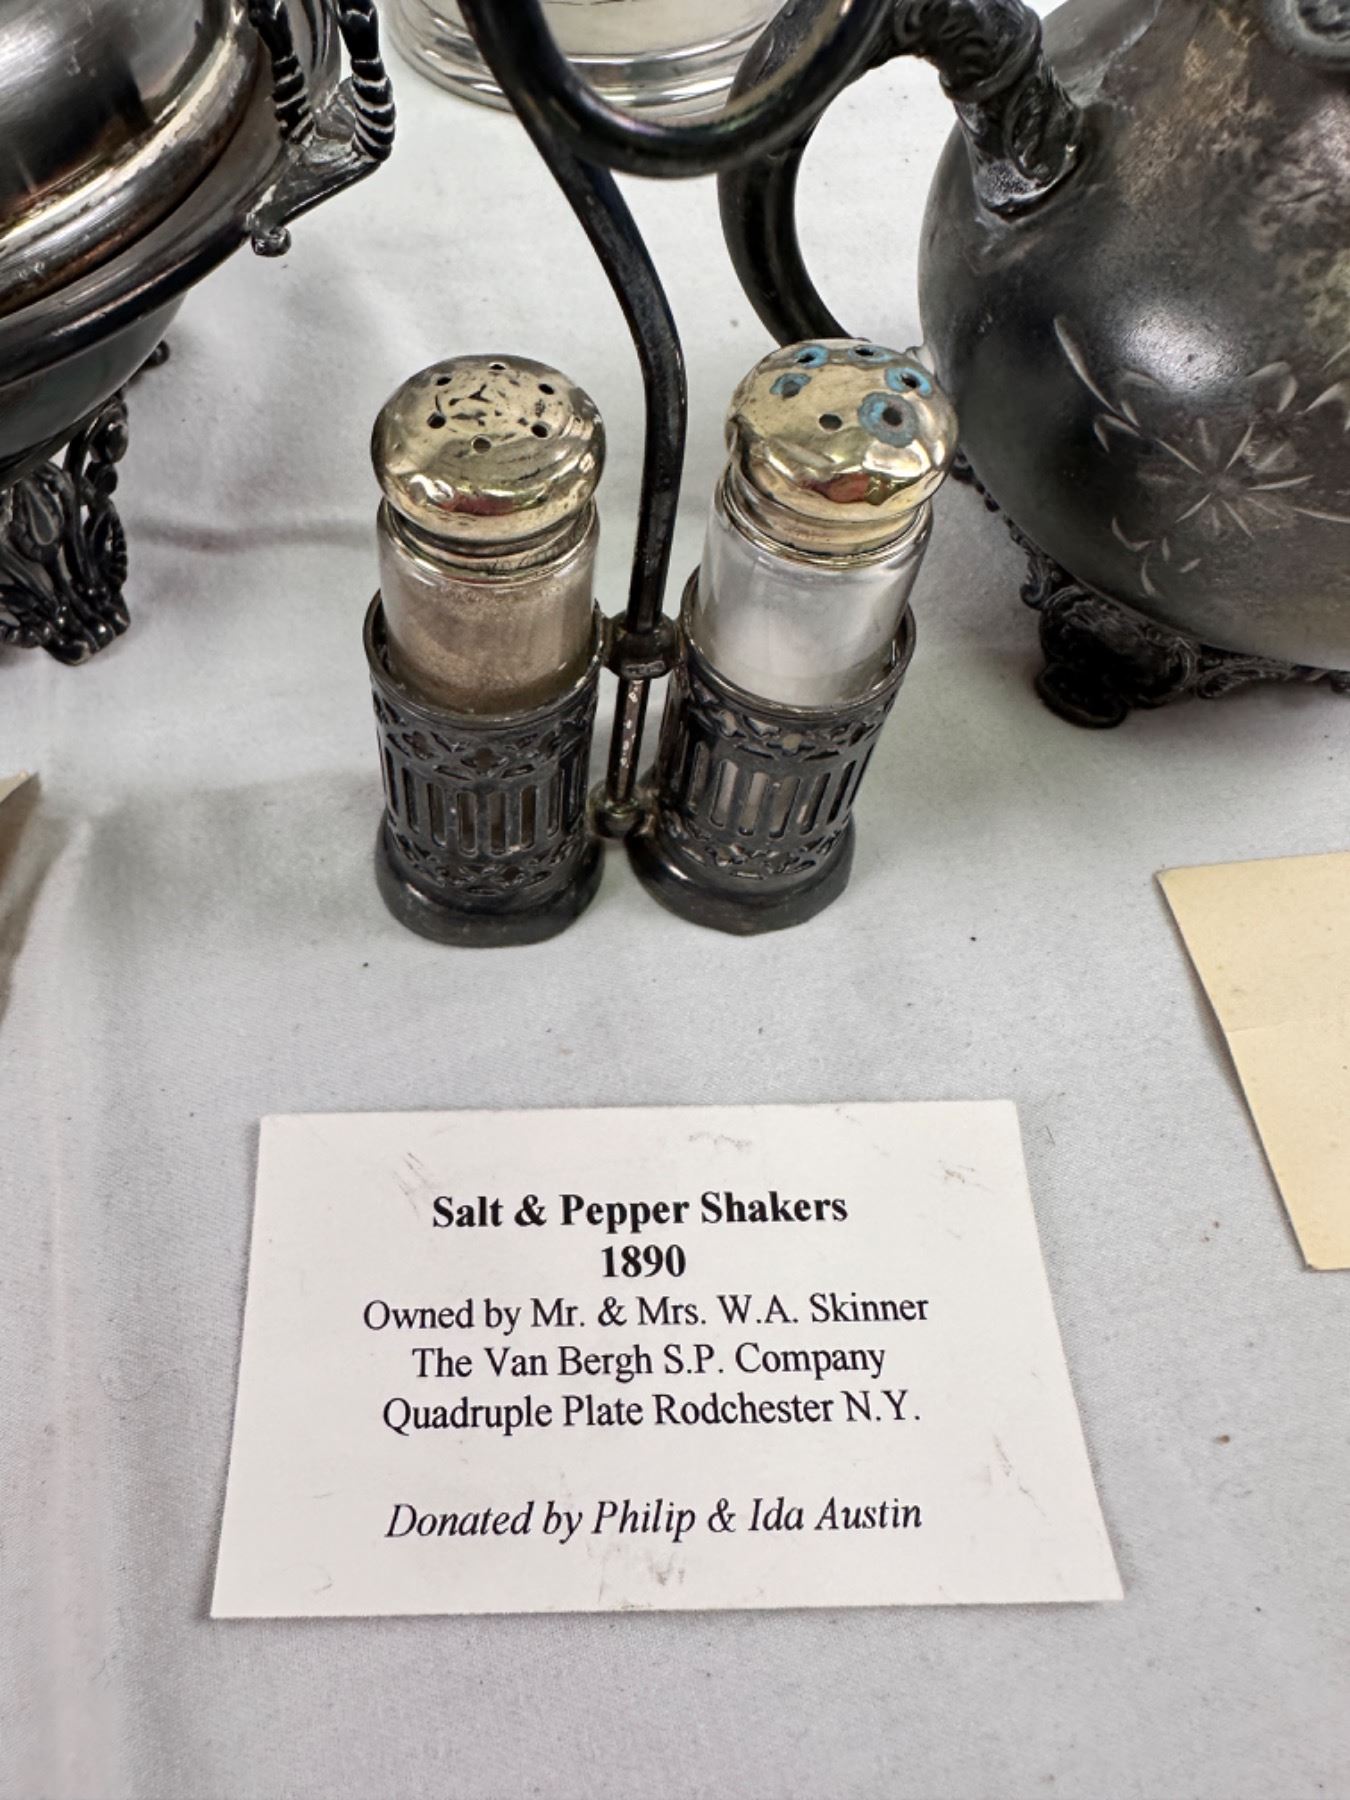 Salt & Pepper Shakers
1890
Owned by Mr. & Mrs. W.A. Skinner
The Van Bergh S.P. Company
Quadruple Plate Rodchester N.Y.
Donated by Philip & Ida Austin